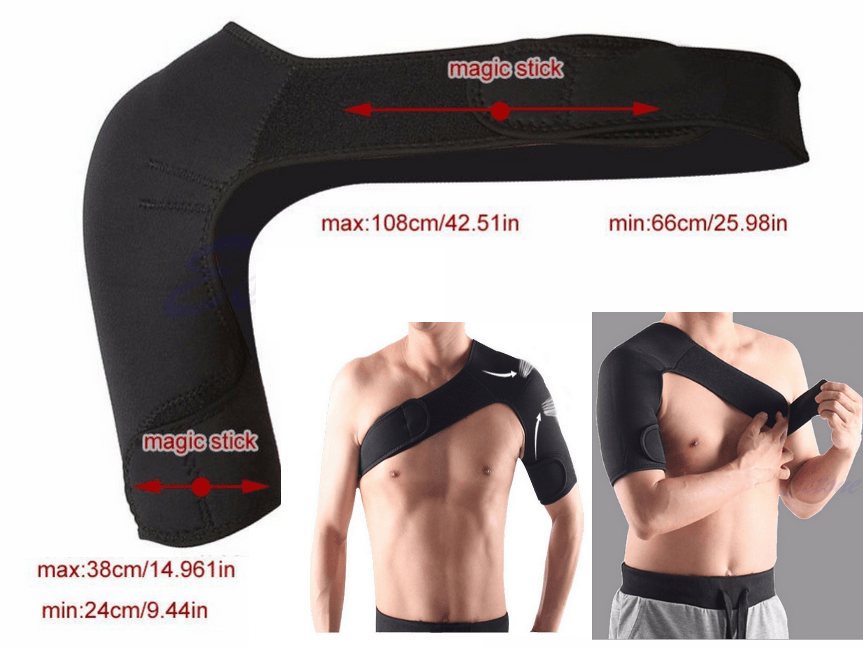 magic stick
max:108cm/42.51in
min:66cm/25.98in
magic stick
max:38cm/14.961in
min:24cm/9.44in